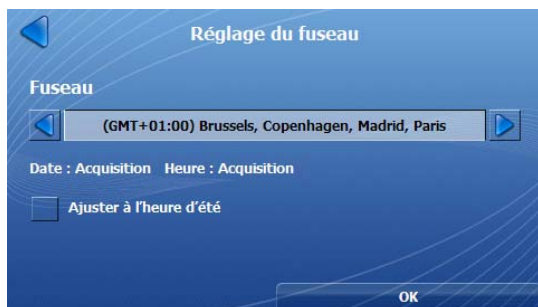 Réglage du fuseau
Fuseau
(GMT+01:00) Brussels, Copenhagen, Madrid, Paris
Date : Acquisition Heure : Acquisition
Ajuster à l'heure d'été
OK